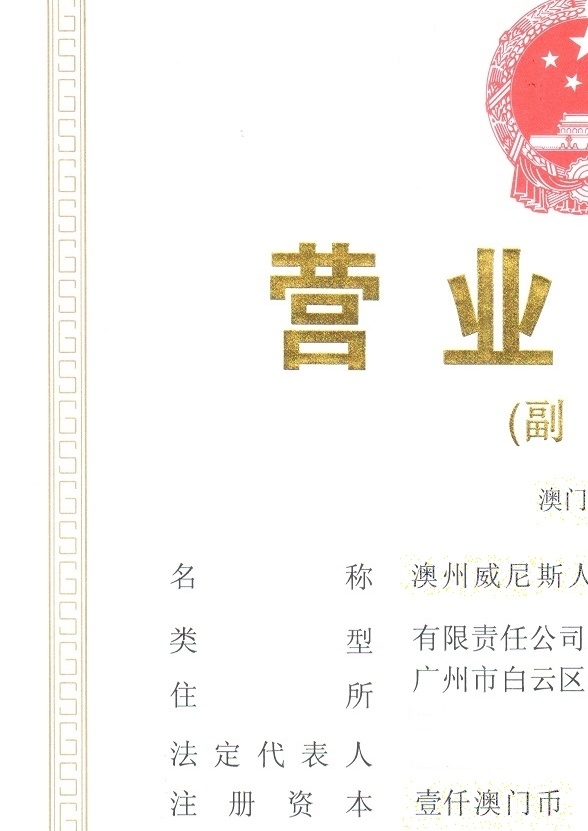 营业
(副
澳门
名称 澳州威尼斯人
类型 有限责任公司
住所 广州市白云区
法定代表人
注册资本 壹仟澳门币